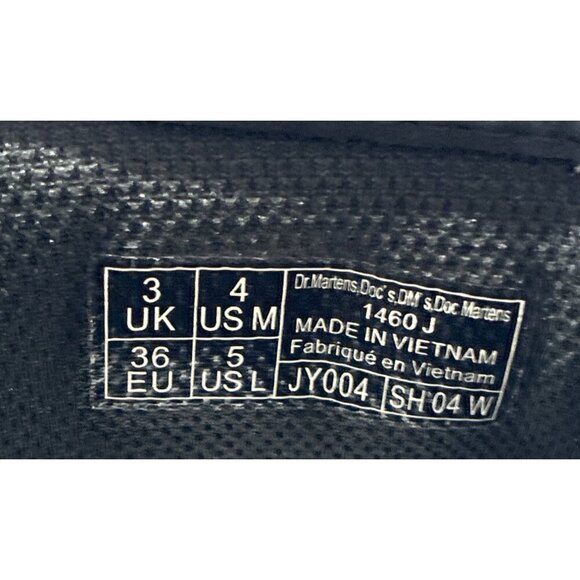 3 UK
4 US M
36 EU
5 US L
Dr.Martens,Doc's,DM's,Doc Martens
1460 J
MADE IN VIETNAM
Fabriqué en Vietnam
JY004
SH 04 W